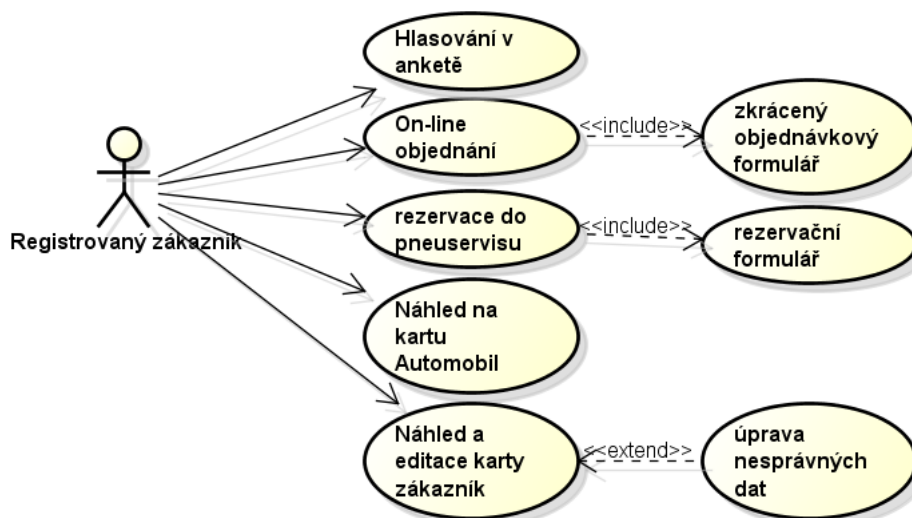 Hlasování v
anketě
On-line
objednání
<<include>>
zkrácený
objednávkový
formulář
Registrovaný zákazník
rezervace do
pneuservisu
<<include>>
rezervační
formulář
Náhled na
kartu
Automobil
Náhled a
editace karty
zákazník
<<extend>>
úprava
nesprávných
dat